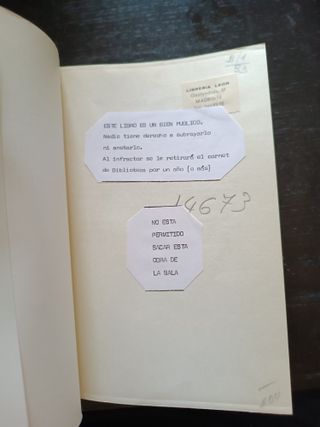 LIBRERIA LEON
MADRID
ESTE LIBRO ES UN BIEN PUBLICO.
Nadie tiene derecho a subrayarlo
ni anotarlo.
Al infractor se le retirará el carnet
de Biblioteca por un año (o más)
14673
NO ESTA
PERMITIDO
SACAR ESTA
OBRA DE
LA SALA